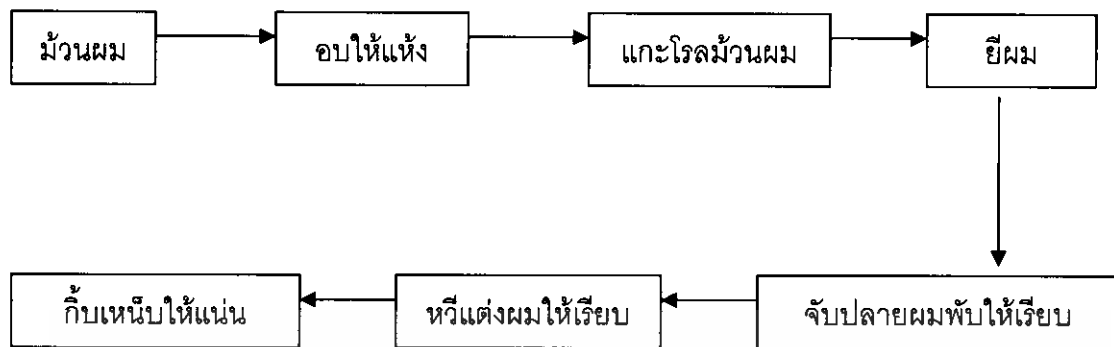 ม้วนผม
อบให้แห้ง
แกะโรลม้วนผม
ยีผม
จับปลายผมพับให้เรียบ
หวีแต่งผมให้เรียบ
กิ๊บเหน็บให้แน่น